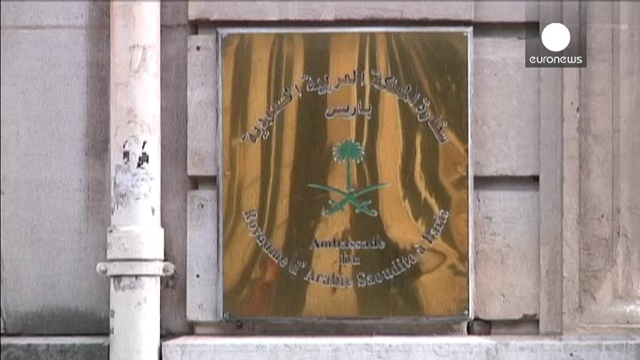 سفارة المملكة العربية السعودية
باريس
Ambassade
Du
Royaume d'Arabie Saoudite à Paris
euronews